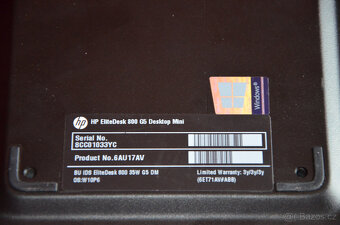 Windows®
hp HP EliteDesk 800 G5 Desktop Mini
Serial No.
8CC01033YC
Product No.6AU17AV
BU IDS EliteDesk 800 35W G5 DM
OS:W10P6
Limited Warranty: 3y/3y/3y
(6ET71AV#ABB)